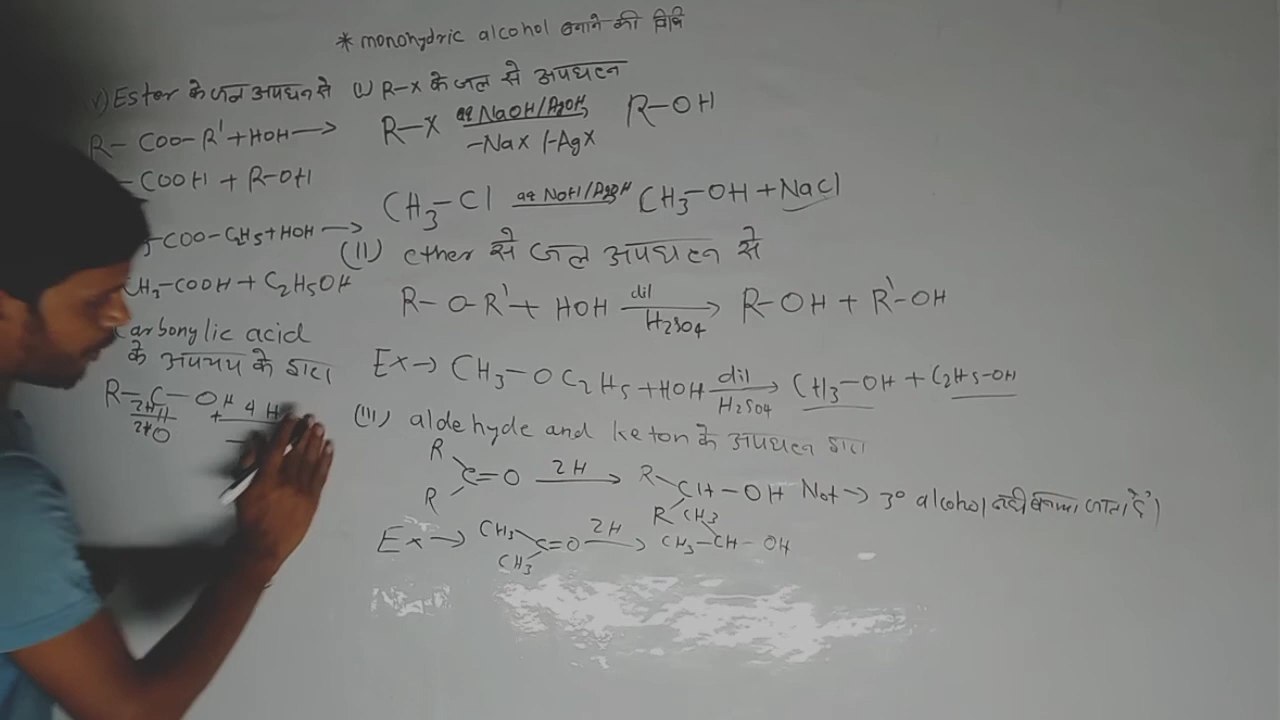 * monohydric alcohol बनाने की विधि
(I) R-X के जल से अपघटन
R-X aq NaOH/AgOH -NaX/-AgX R-OH
CH3-Cl aq NaOH/AgOH CH3-OH + NaCl
(II) ether से जल अपघटन से
R-O-R' + HOH dil H2SO4 → R-OH + R'-OH
Ex → CH3-OC2H5 + HOH dil H2SO4 → CH3-OH + C2H5-OH
(III) aldehyde and keton के अपघटन द्वारा
R R C=O 2H → R R CH-OH Not → 3° alcohol नहीं बनाया जाता है।
Ex → CH3 CH3 C=O 2H → CH3 CH3-CH-OH
V) Ester के जल अपघन से
R-COO-R' + HOH →
-COOH + R-OH
COO-C2H5 + HOH →
CH3-COOH + C2H5OH
Carbonylic acid
के अपचय के द्वारा
R-C-OH + 4H
O